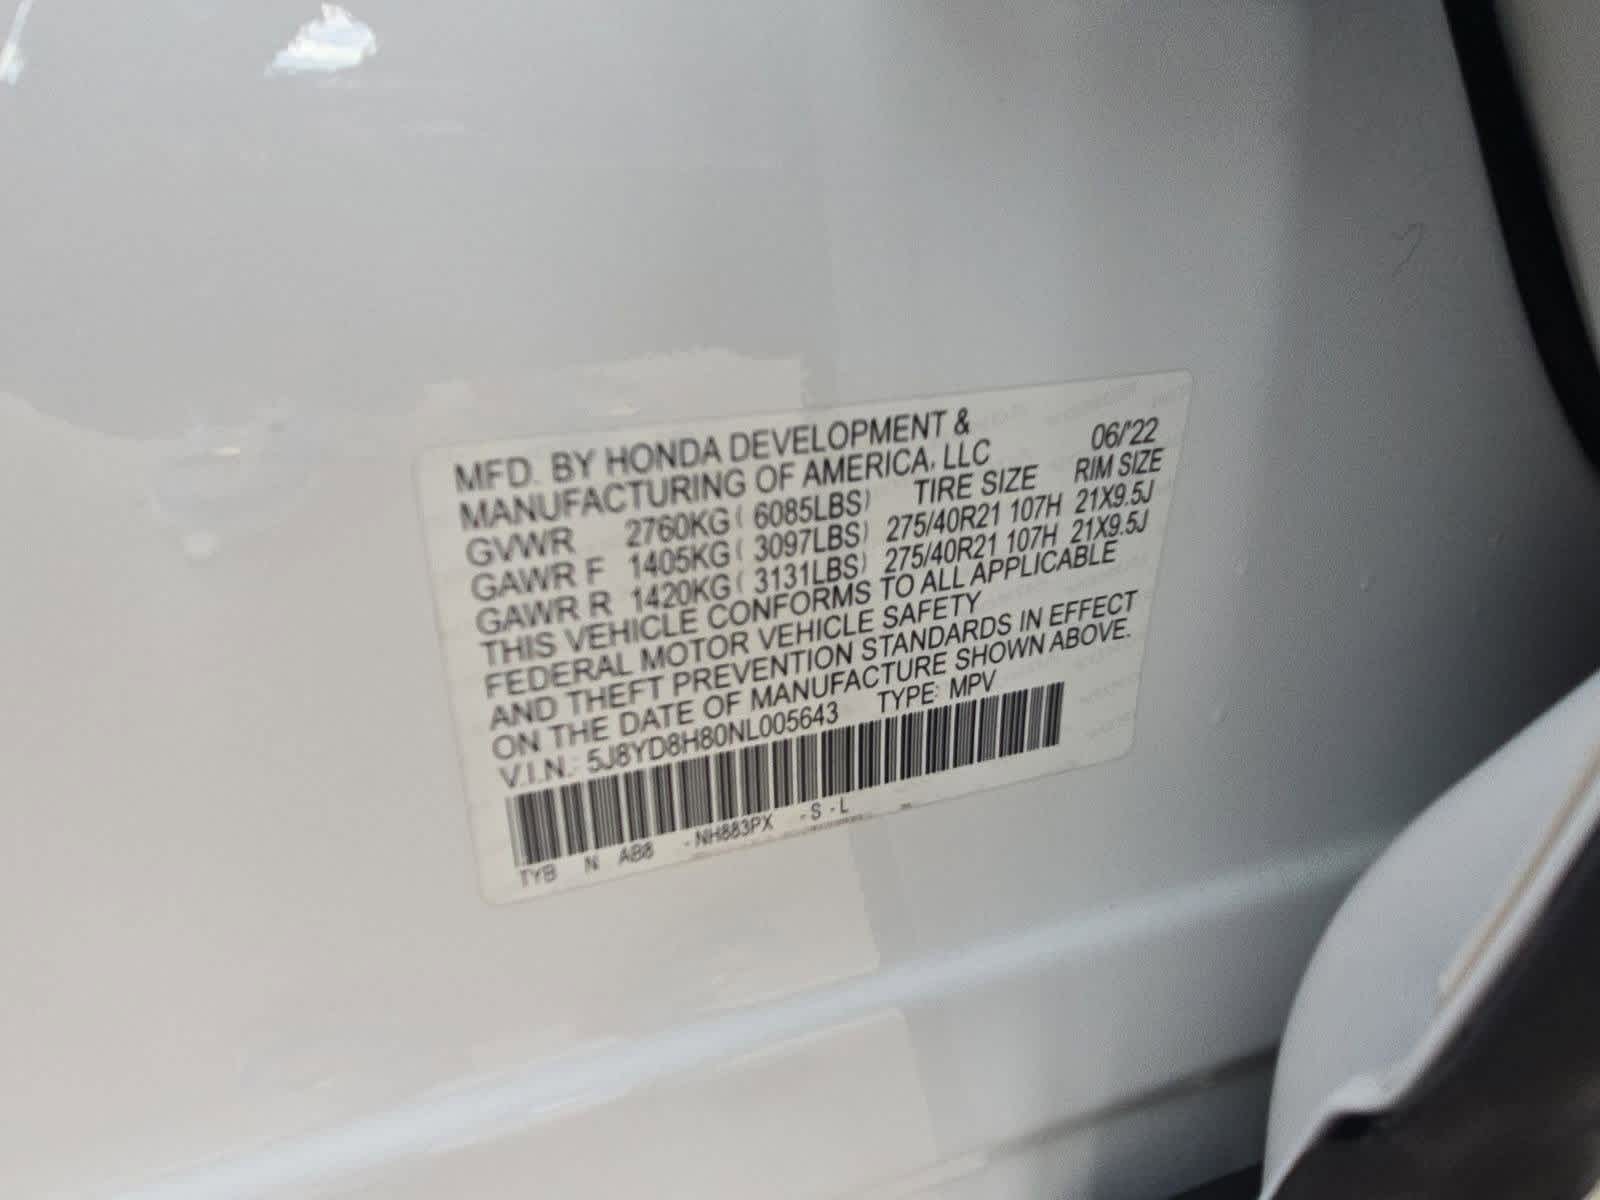 MFD. BY HONDA DEVELOPMENT &
MANUFACTURING OF AMERICA, LLC 06/'22
GVWR 2760KG ( 6085LBS) TIRE SIZE RIM SIZE
GAWR F 1405KG ( 3097LBS) 275/40R21 107H 21X9.5J
GAWR R 1420KG ( 3131LBS) 275/40R21 107H 21X9.5J
THIS VEHICLE CONFORMS TO ALL APPLICABLE
FEDERAL MOTOR VEHICLE SAFETY
AND THEFT PREVENTION STANDARDS IN EFFECT
ON THE DATE OF MANUFACTURE SHOWN ABOVE.
V.I.N.: 5J8YD8H80NL005643 TYPE: MPV
TYB N AB8 - NH883PX - S - L -